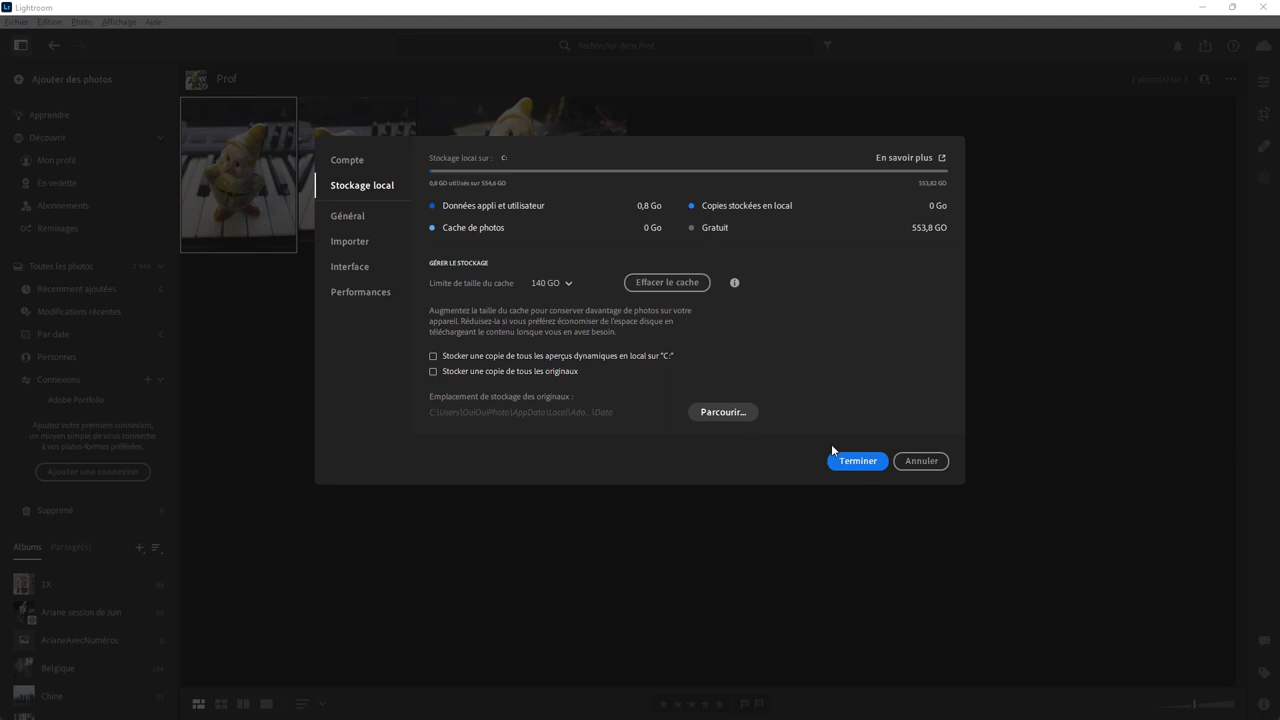 Lr Lightroom
Fichier Edition Photo Affichage Aide
Rechercher dans Prof
Ajouter des photos
Prof
Apprendre
Découvrir
Mon profil
En vedette
Abonnements
Remixages
Toutes les photos
Récemment ajoutées
Modifications récentes
Par date
Personnes
Connexions
Adobe Portfolio
Ajoutez votre première connexion,
un moyen simple de vous connecter
à vos plates-formes préférées.
Ajouter une connexion
Supprimé
Albums Partagé(s)
1X
Ariane session de Juin
ArianeAvecNuméros
Belgique
Chine
Compte
Stockage local
Général
Importer
Interface
Performances
Stockage local sur : C:
En savoir plus
0,8 GO utilisés sur 554,6 GO 553,82 GO
Données appli et utilisateur 0,8 Go Copies stockées en local 0 Go
Cache de photos 0 Go Gratuit 553,8 GO
GÉRER LE STOCKAGE
Limite de taille du cache 140 GO Effacer le cache
Augmentez la taille du cache pour conserver davantage de photos sur votre
appareil. Réduisez-la si vous préférez économiser de l'espace disque en
téléchargeant le contenu lorsque vous en avez besoin.
Stocker une copie de tous les aperçus dynamiques en local sur "C:"
Stocker une copie de tous les originaux
Emplacement de stockage des originaux :
C:\Users\OuiOuiPhoto\AppData\Local\Ado...\Data
Parcourir...
Terminer Annuler